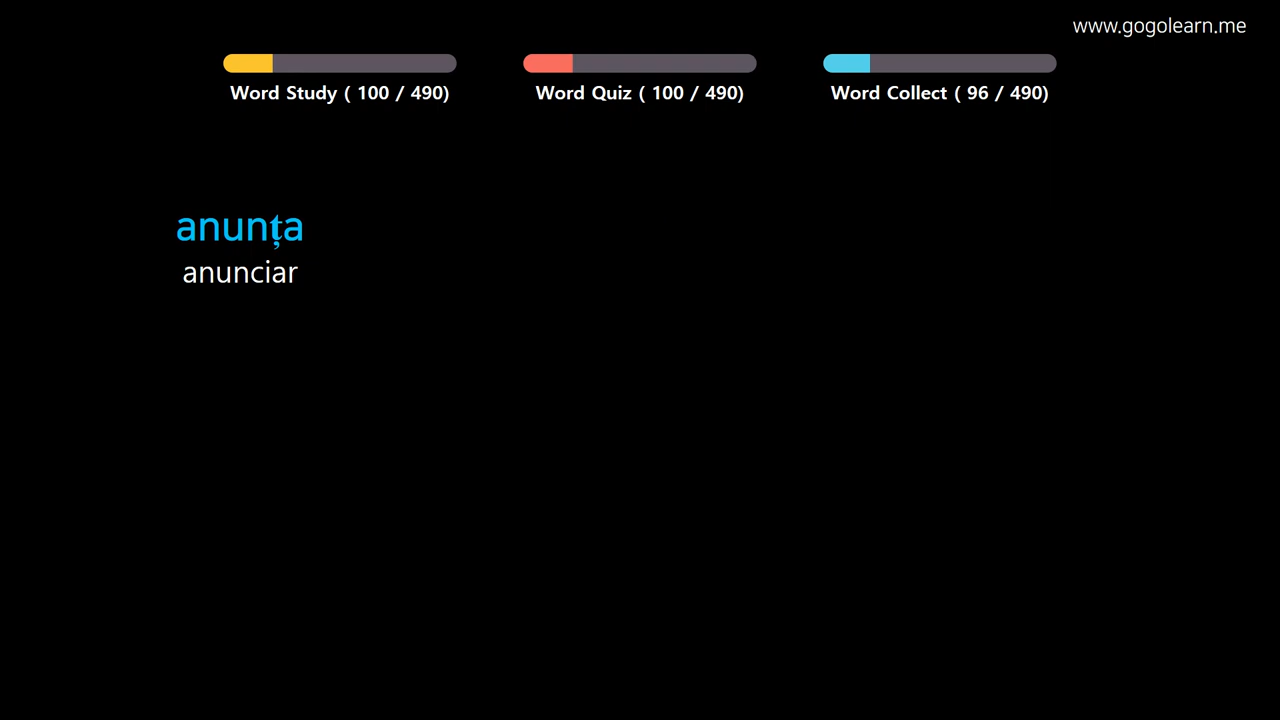 www.gogolearn.me
Word Study ( 100 / 490)
Word Quiz ( 100 / 490)
Word Collect ( 96 / 490)
anunța
anunciar